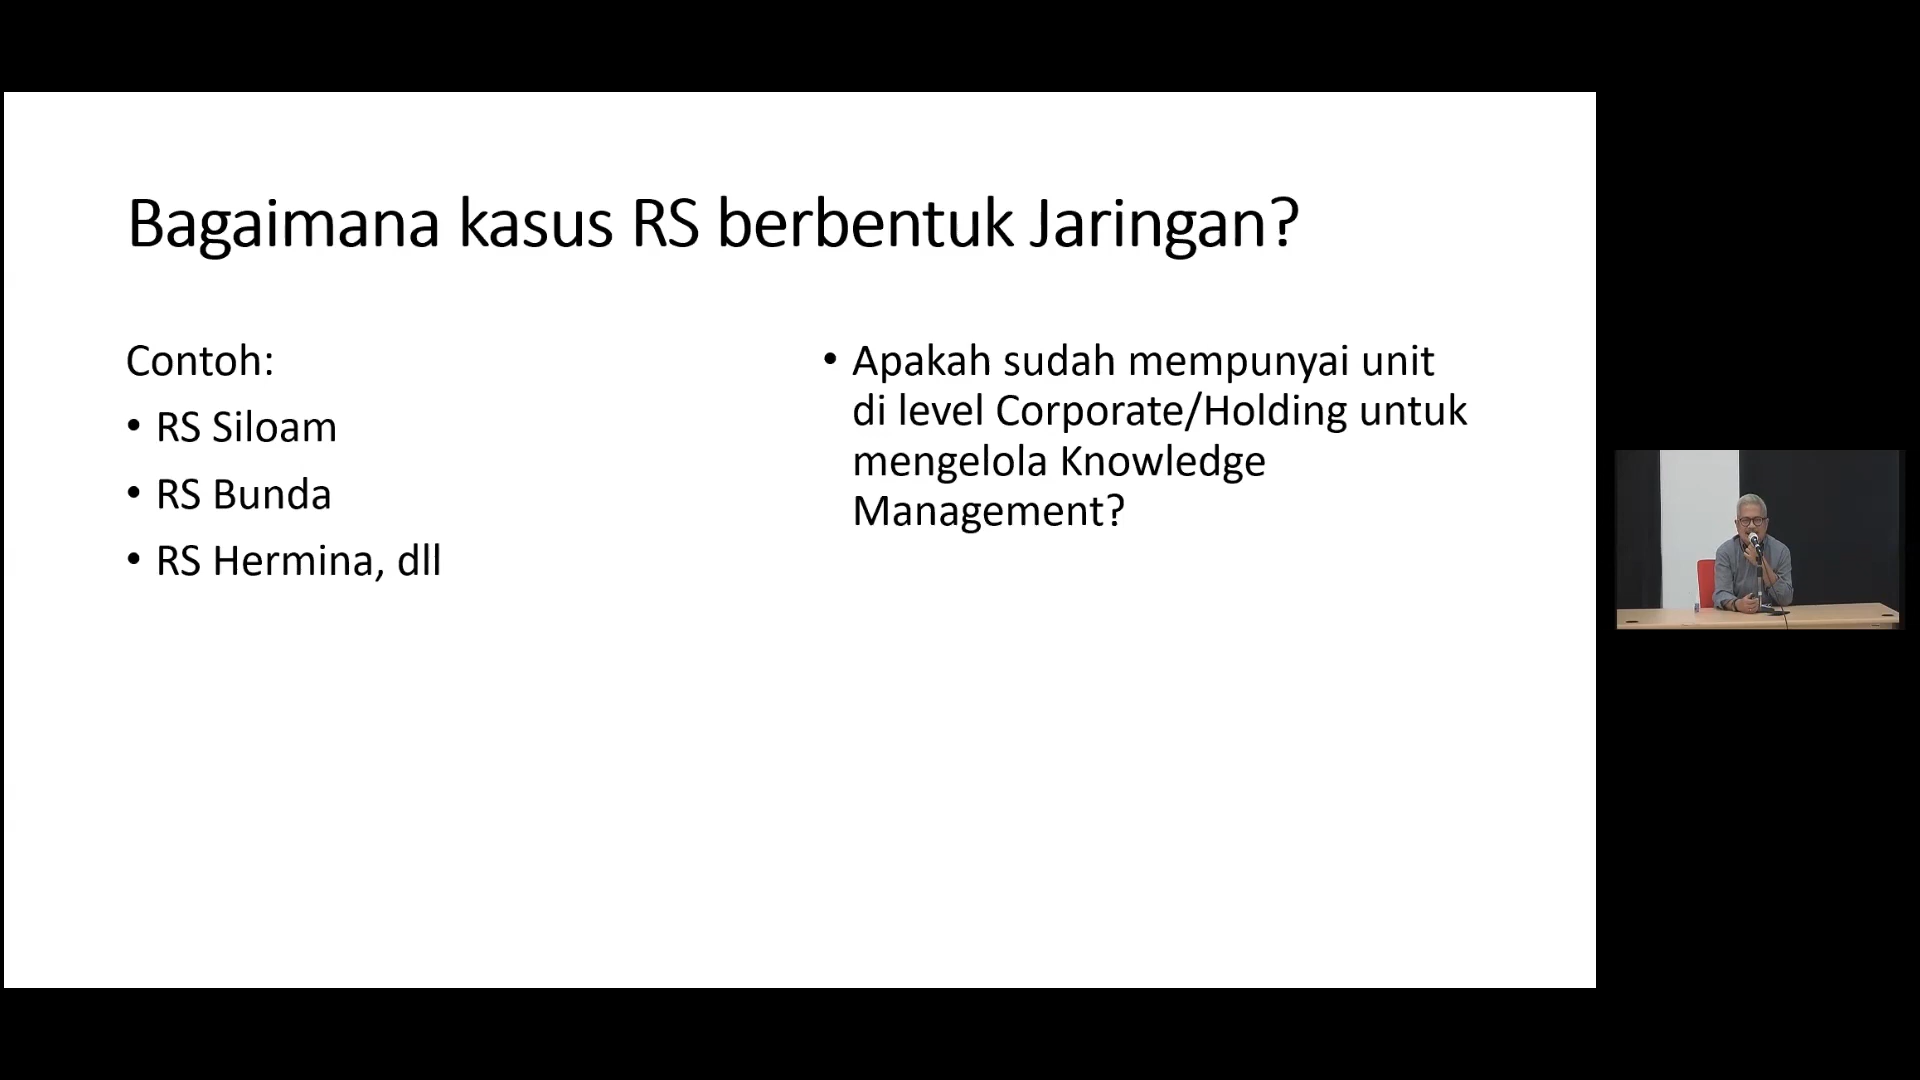 Bagaimana kasus RS berbentuk Jaringan?
Contoh:
• RS Siloam
• RS Bunda
• RS Hermina, dll
• Apakah sudah mempunyai unit
di level Corporate/Holding untuk
mengelola Knowledge
Management?